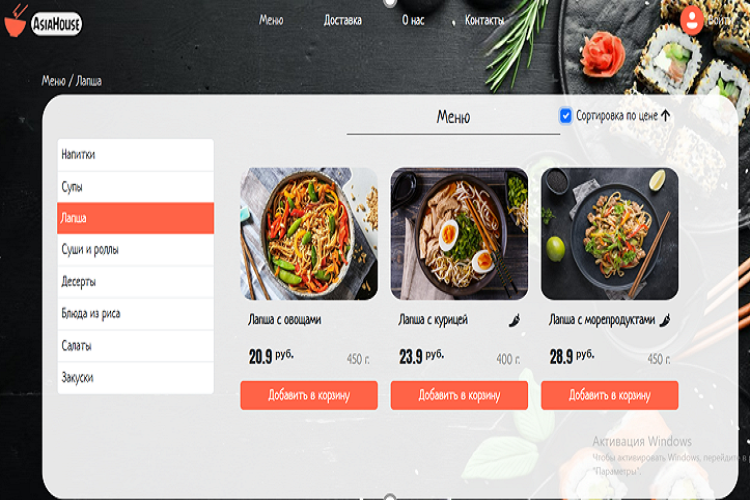 AsiaHouse
Меню Доставка О нас Контакты Войти
Меню / Лапша
Меню
Сортировка по цене
Напитки
Супы
Лапша
Суши и роллы
Десерты
Блюда из риса
Салаты
Закуски
Лапша с овощами
20.9 руб. 450 г.
Добавить в корзину
Лапша с курицей
23.9 руб. 400 г.
Добавить в корзину
Лапша с морепродуктами
28.9 руб. 450 г.
Добавить в корзину
Активация Windows
Чтобы активировать Windows, перейдите в
"Параметры".